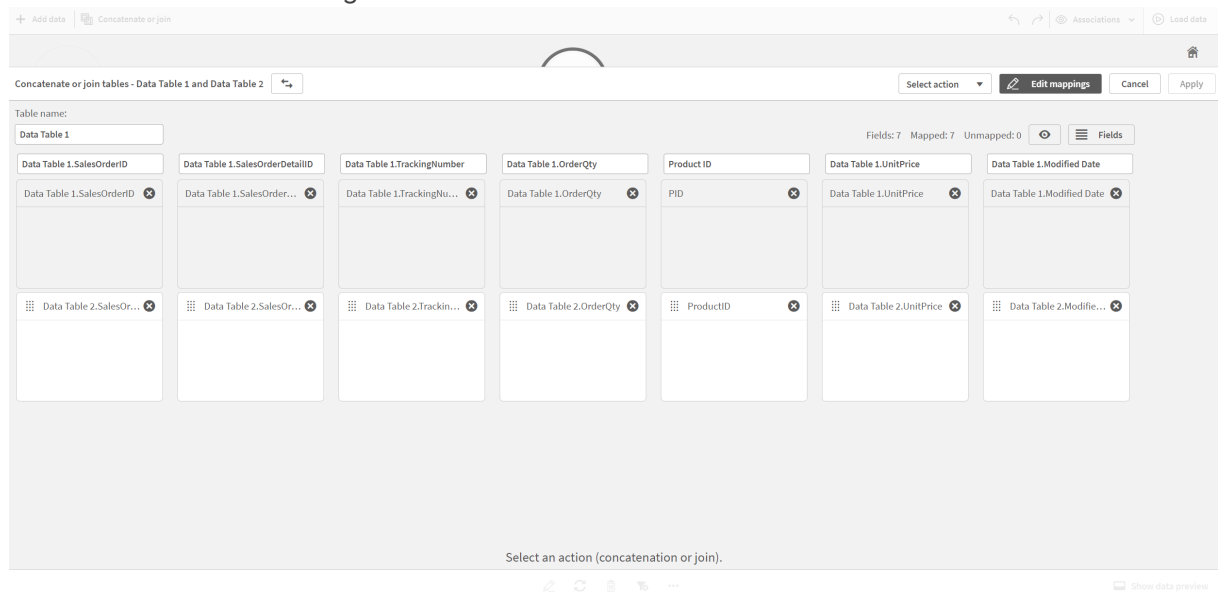 + Add data Concatenate or join Associations Load data
Concatenate or join tables - Data Table 1 and Data Table 2 Select action Edit mappings Cancel Apply
Table name:
Data Table 1 Fields: 7 Mapped: 7 Unmapped: 0 Fields
Data Table 1.SalesOrderID Data Table 1.SalesOrderDetailID Data Table 1.TrackingNumber Data Table 1.OrderQty Product ID Data Table 1.UnitPrice Data Table 1.Modified Date
Data Table 1.SalesOrderID Data Table 1.SalesOrder... Data Table 1.TrackingNu... Data Table 1.OrderQty PID Data Table 1.UnitPrice Data Table 1.Modified Date
Data Table 2.SalesOr... Data Table 2.SalesOr... Data Table 2.Trackin... Data Table 2.OrderQty ProductID Data Table 2.UnitPrice Data Table 2.Modifie...
Select an action (concatenation or join).
Show data preview